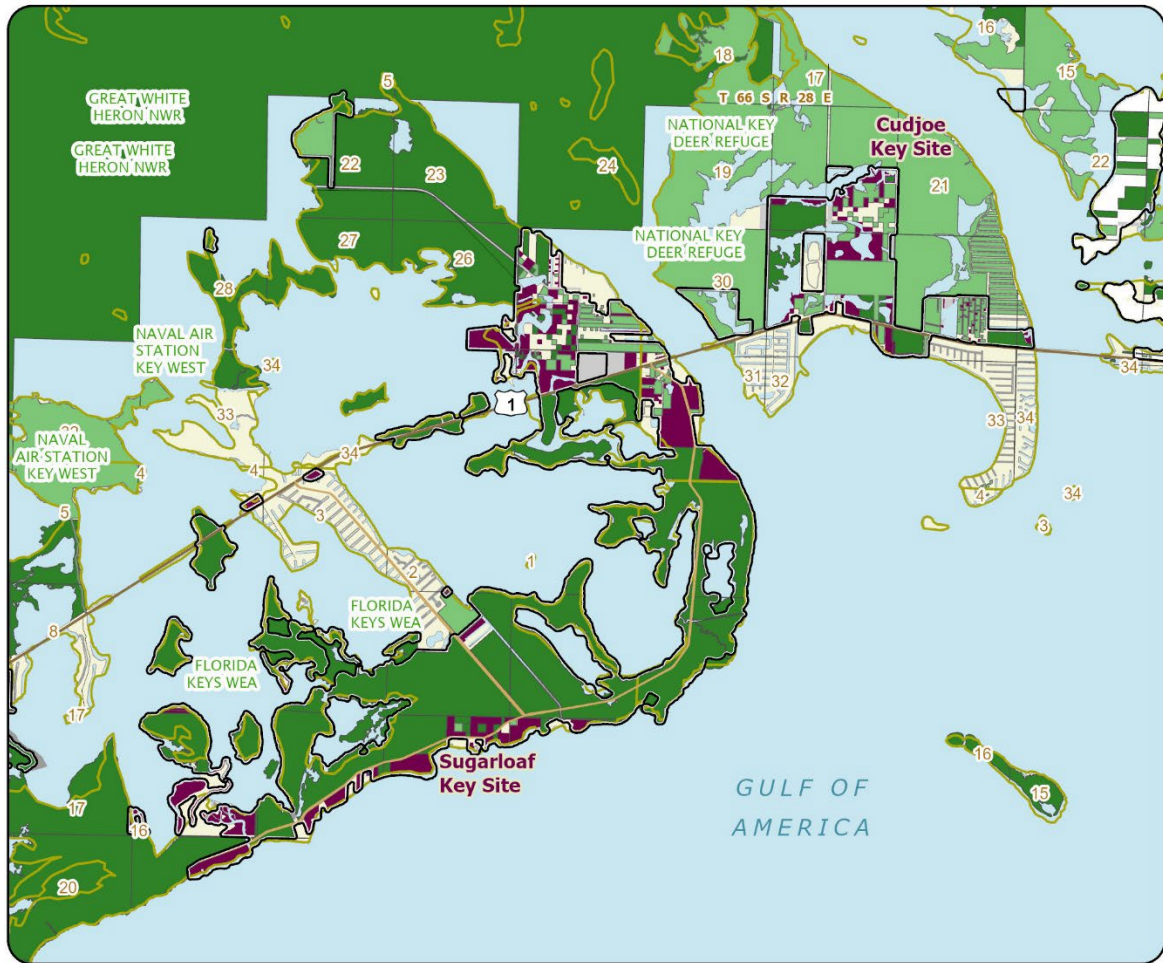 16
18
15
5
17
T 66 S R 28 E
GREAT WHITE
HERON NWR
NATIONAL KEY
DEER REFUGE
Cudjoe
Key Site
GREAT WHITE
HERON NWR
22
23
24
19
21
22
27
26
NATIONAL KEY
DEER REFUGE
28
30
NAVAL AIR
STATION
KEY WEST
34
34
31
32
1
33
33
34
NAVAL
AIR STATION
KEY WEST
34
4
4
4
34
5
3
3
1
2
FLORIDA
KEYS WEA
8
FLORIDA
KEYS WEA
17
16
Sugarloaf
Key Site
15
17
GULF OF
AMERICA
16
20